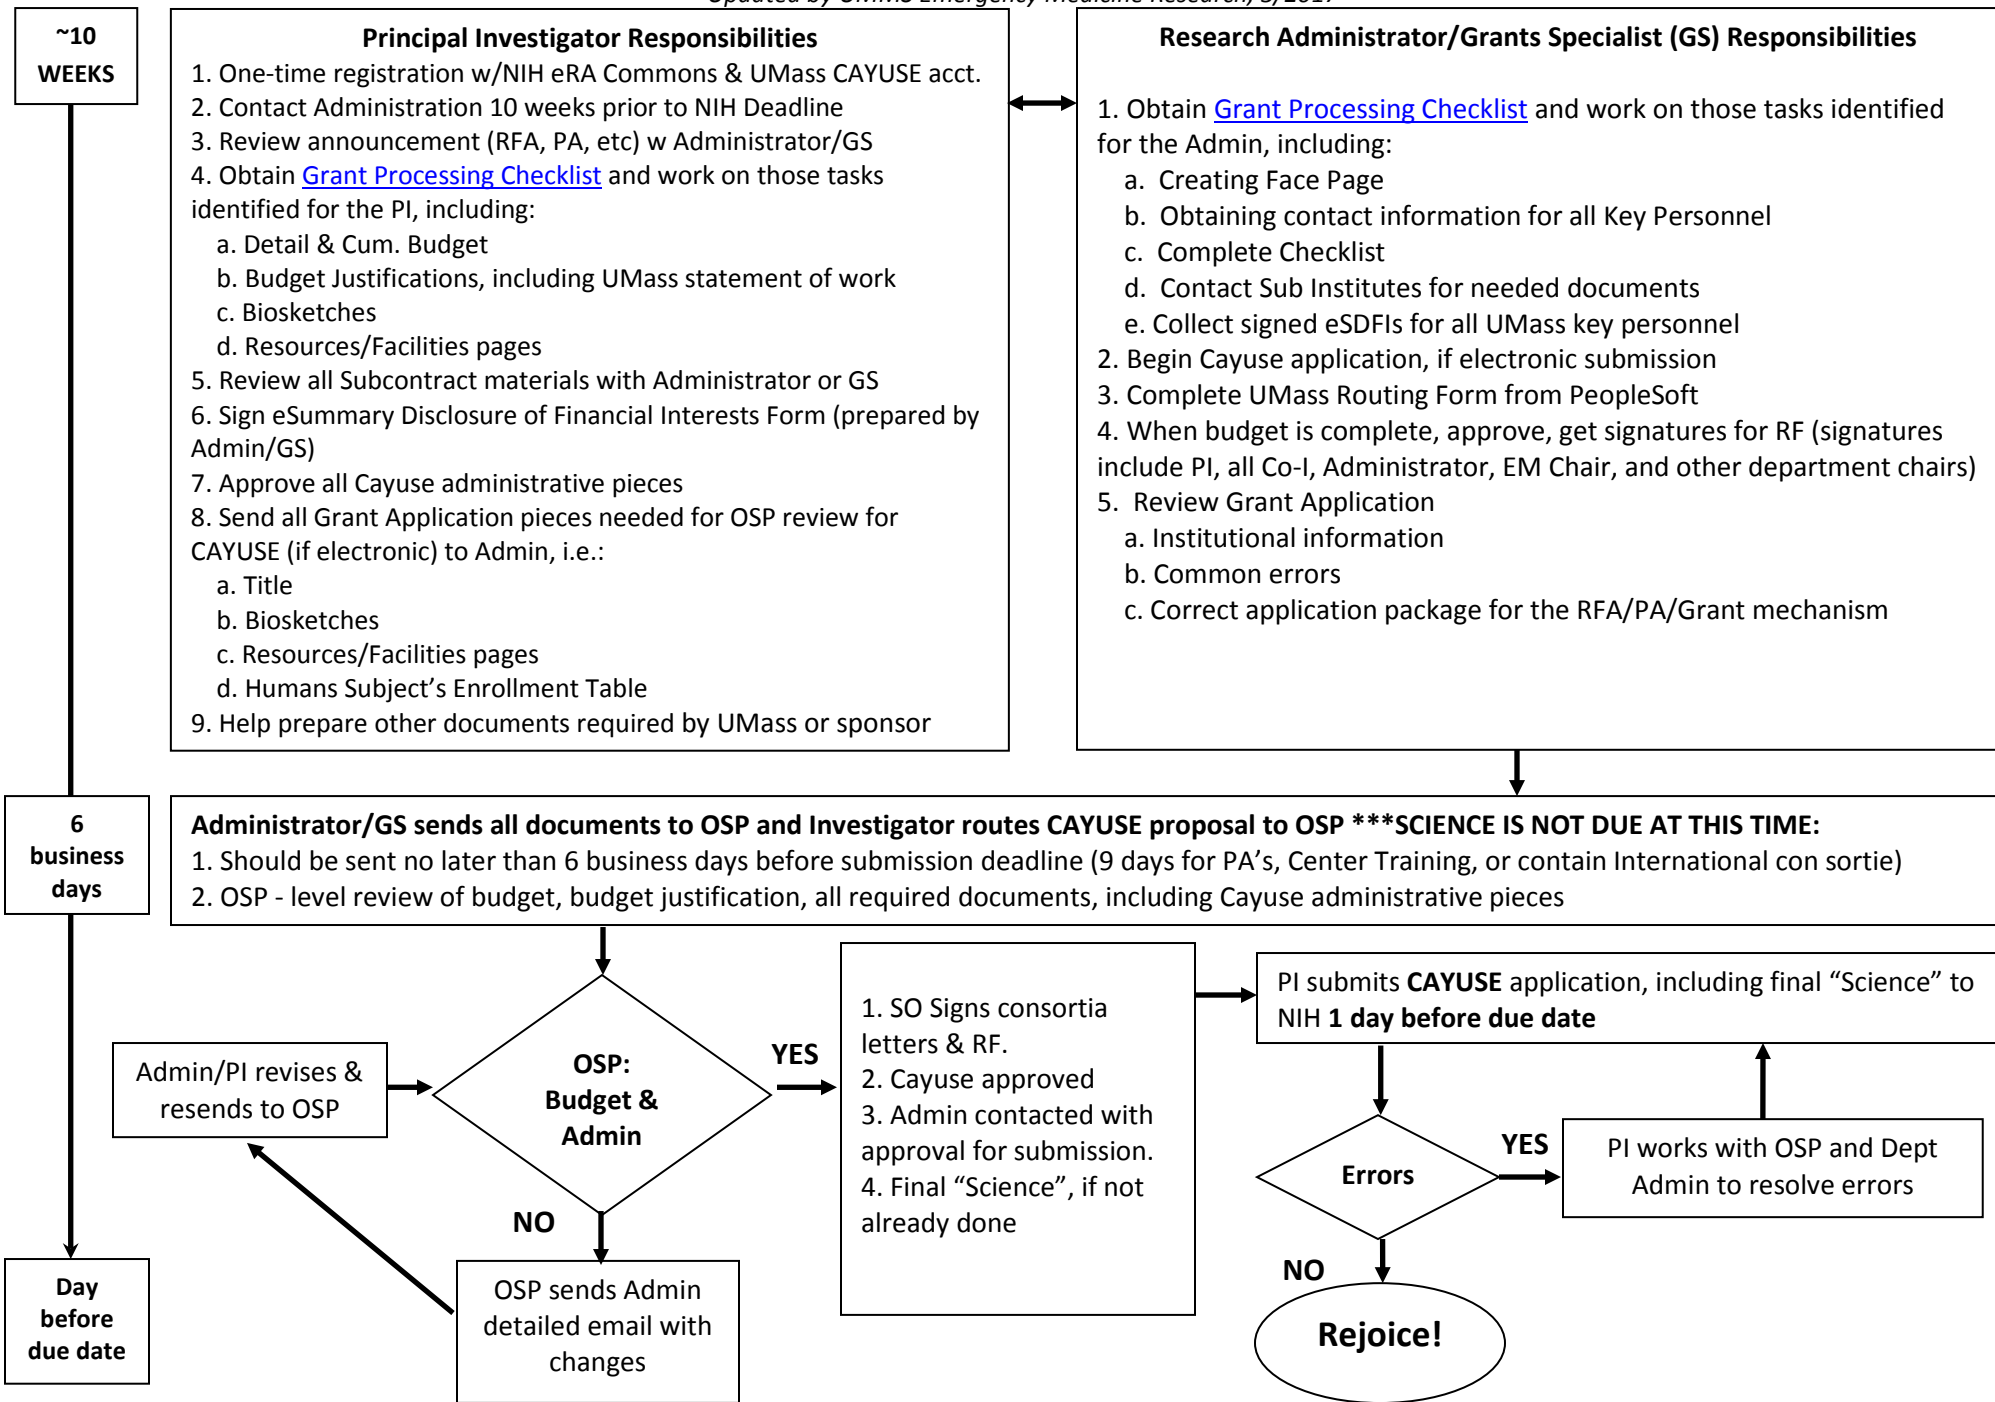 ~10
WEEKS
Principal Investigator Responsibilities
1. One-time registration w/NIH eRA Commons & UMass CAYUSE acct.
2. Contact Administration 10 weeks prior to NIH Deadline
3. Review announcement (RFA, PA, etc) w Administrator/GS
4. Obtain Grant Processing Checklist and work on those tasks
identified for the PI, including:
a. Detail & Cum. Budget
b. Budget Justifications, including UMass statement of work
c. Biosketches
d. Resources/Facilities pages
5. Review all Subcontract materials with Administrator or GS
6. Sign eSummary Disclosure of Financial Interests Form (prepared by
Admin/GS)
7. Approve all Cayuse administrative pieces
8. Send all Grant Application pieces needed for OSP review for
CAYUSE (if electronic) to Admin, i.e.:
a. Title
b. Biosketches
c. Resources/Facilities pages
d. Humans Subject’s Enrollment Table
9. Help prepare other documents required by UMass or sponsor
Research Administrator/Grants Specialist (GS) Responsibilities
1. Obtain Grant Processing Checklist and work on those tasks identified
for the Admin, including:
a. Creating Face Page
b. Obtaining contact information for all Key Personnel
c. Complete Checklist
d. Contact Sub Institutes for needed documents
e. Collect signed eSDFIs for all UMass key personnel
2. Begin Cayuse application, if electronic submission
3. Complete UMass Routing Form from PeopleSoft
4. When budget is complete, approve, get signatures for RF (signatures
include PI, all Co-I, Administrator, EM Chair, and other department chairs)
5. Review Grant Application
a. Institutional information
b. Common errors
c. Correct application package for the RFA/PA/Grant mechanism
6
business
days
Administrator/GS sends all documents to OSP and Investigator routes CAYUSE proposal to OSP ***SCIENCE IS NOT DUE AT THIS TIME:
1. Should be sent no later than 6 business days before submission deadline (9 days for PA’s, Center Training, or contain International con sortie)
2. OSP - level review of budget, budget justification, all required documents, including Cayuse administrative pieces
Admin/PI revises &
resends to OSP
OSP:
Budget &
Admin
YES
NO
OSP sends Admin
detailed email with
changes
1. SO Signs consortia
letters & RF.
2. Cayuse approved
3. Admin contacted with
approval for submission.
4. Final “Science”, if not
already done
PI submits CAYUSE application, including final “Science” to
NIH 1 day before due date
Errors
YES
PI works with OSP and Dept
Admin to resolve errors
NO
Rejoice!
Day
before
due date